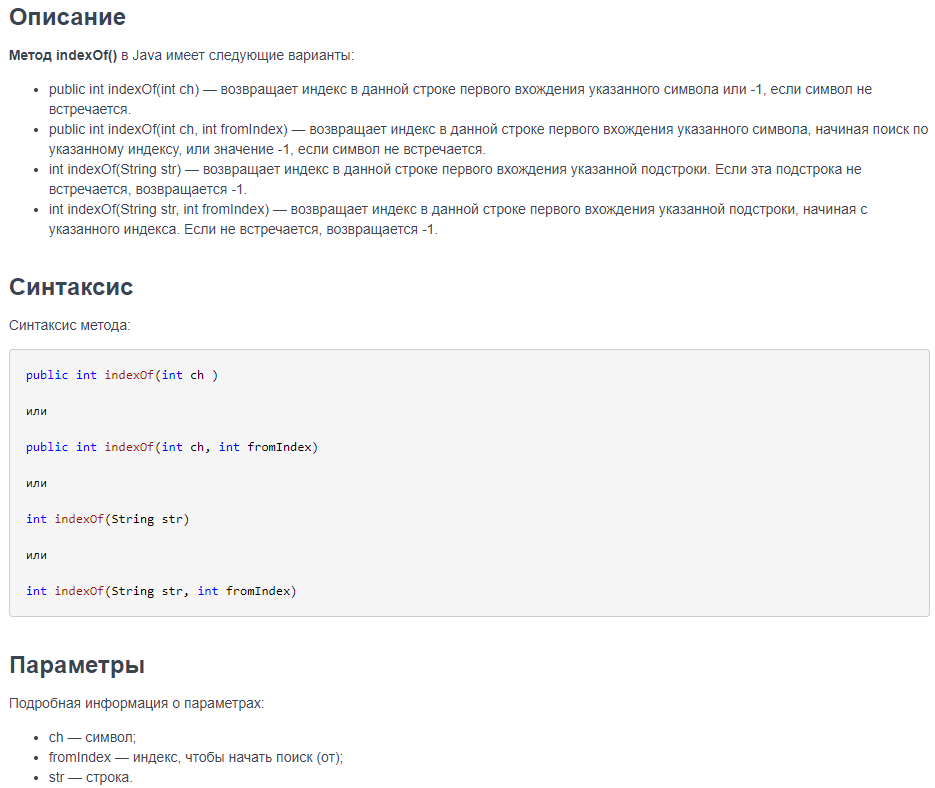 Описание
Метод indexOf() в Java имеет следующие варианты:
public int indexOf(int ch) — возвращает индекс в данной строке первого вхождения указанного символа или -1, если символ не
встречается.
public int indexOf(int ch, int fromIndex) — возвращает индекс в данной строке первого вхождения указанного символа, начиная поиск по
указанному индексу, или значение -1, если символ не встречается.
int indexOf(String str) — возвращает индекс в данной строке первого вхождения указанной подстроки. Если эта подстрока не
встречается, возвращается -1.
int indexOf(String str, int fromIndex) — возвращает индекс в данной строке первого вхождения указанной подстроки, начиная с
указанного индекса. Если не встречается, возвращается -1.
Синтаксис
Синтаксис метода:
public int indexOf(int ch )
или
public int indexOf(int ch, int fromIndex)
или
int indexOf(String str)
или
int indexOf(String str, int fromIndex)
Параметры
Подробная информация о параметрах:
ch — символ;
fromIndex — индекс, чтобы начать поиск (от);
str — строка.